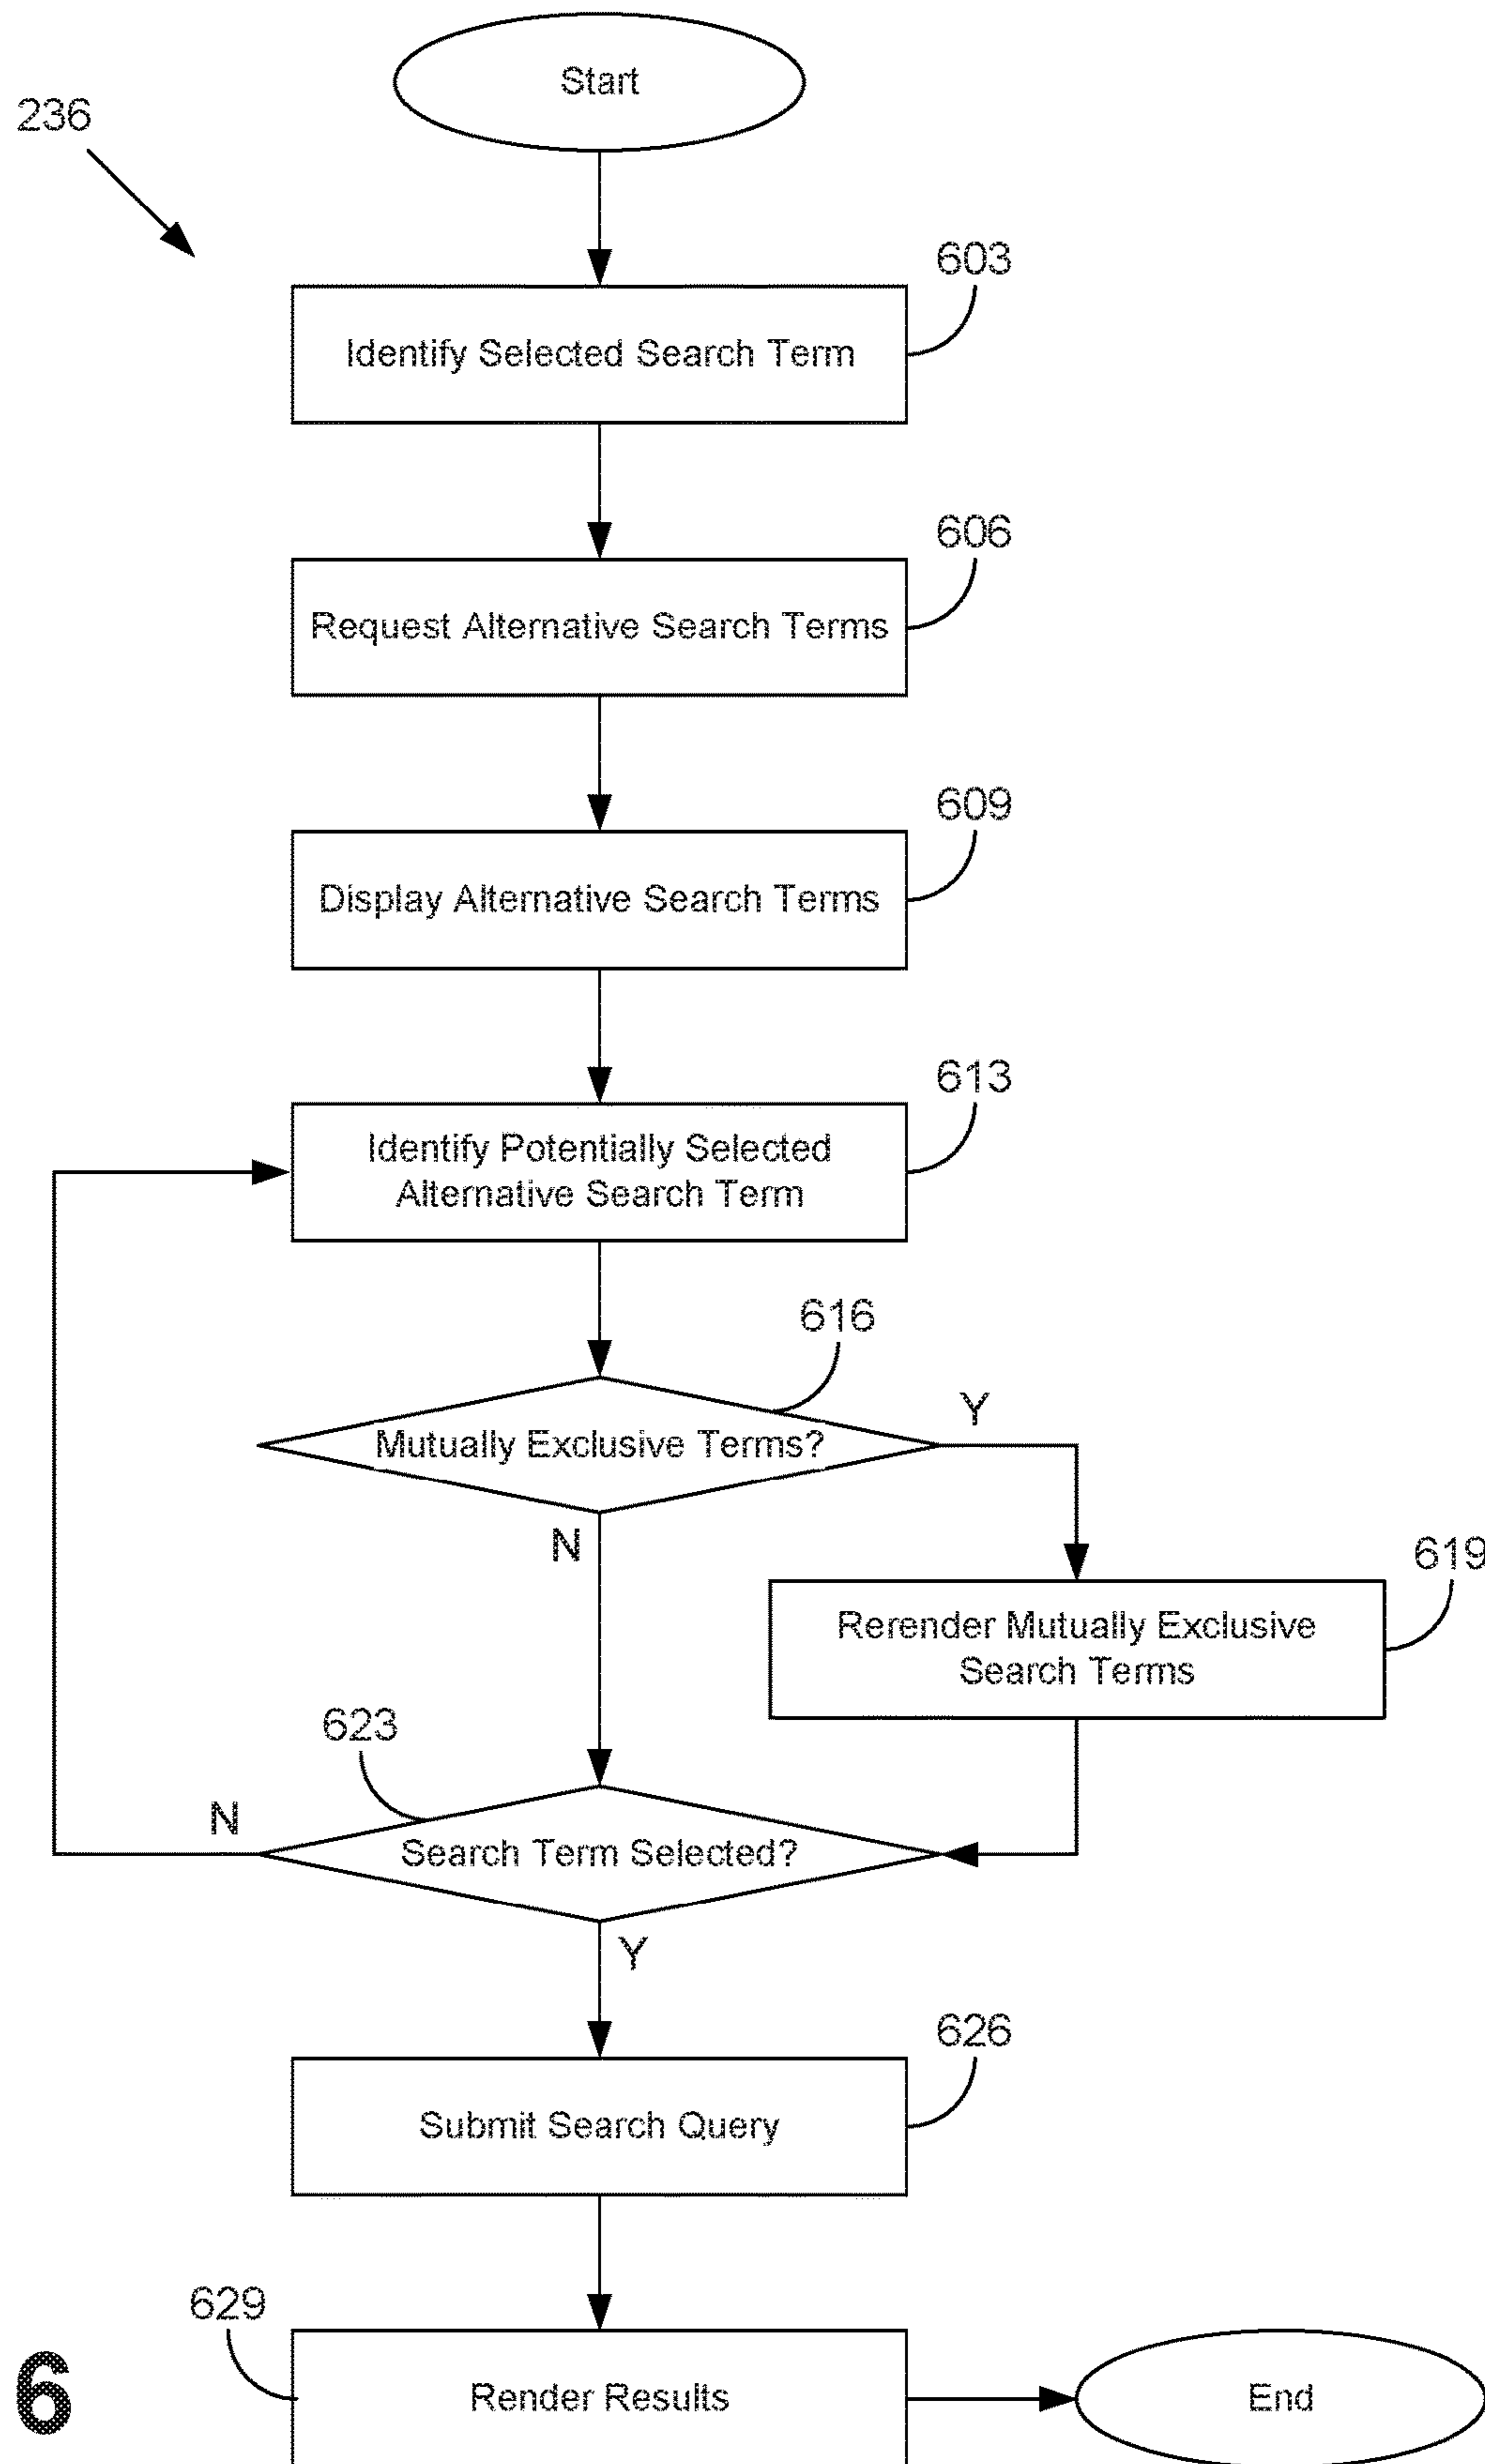 Start
236
603
Identify Selected Search Term
606
Request Alternative Search Terms
609
Display Alternative Search Terms
613
Identify Potentially Selected
Alternative Search Term
616
Mutually Exclusive Terms?
Y
N
619
Rerender Mutually Exclusive
Search Terms
623
N
Search Term Selected?
Y
626
Submit Search Query
629
6
Render Results
End